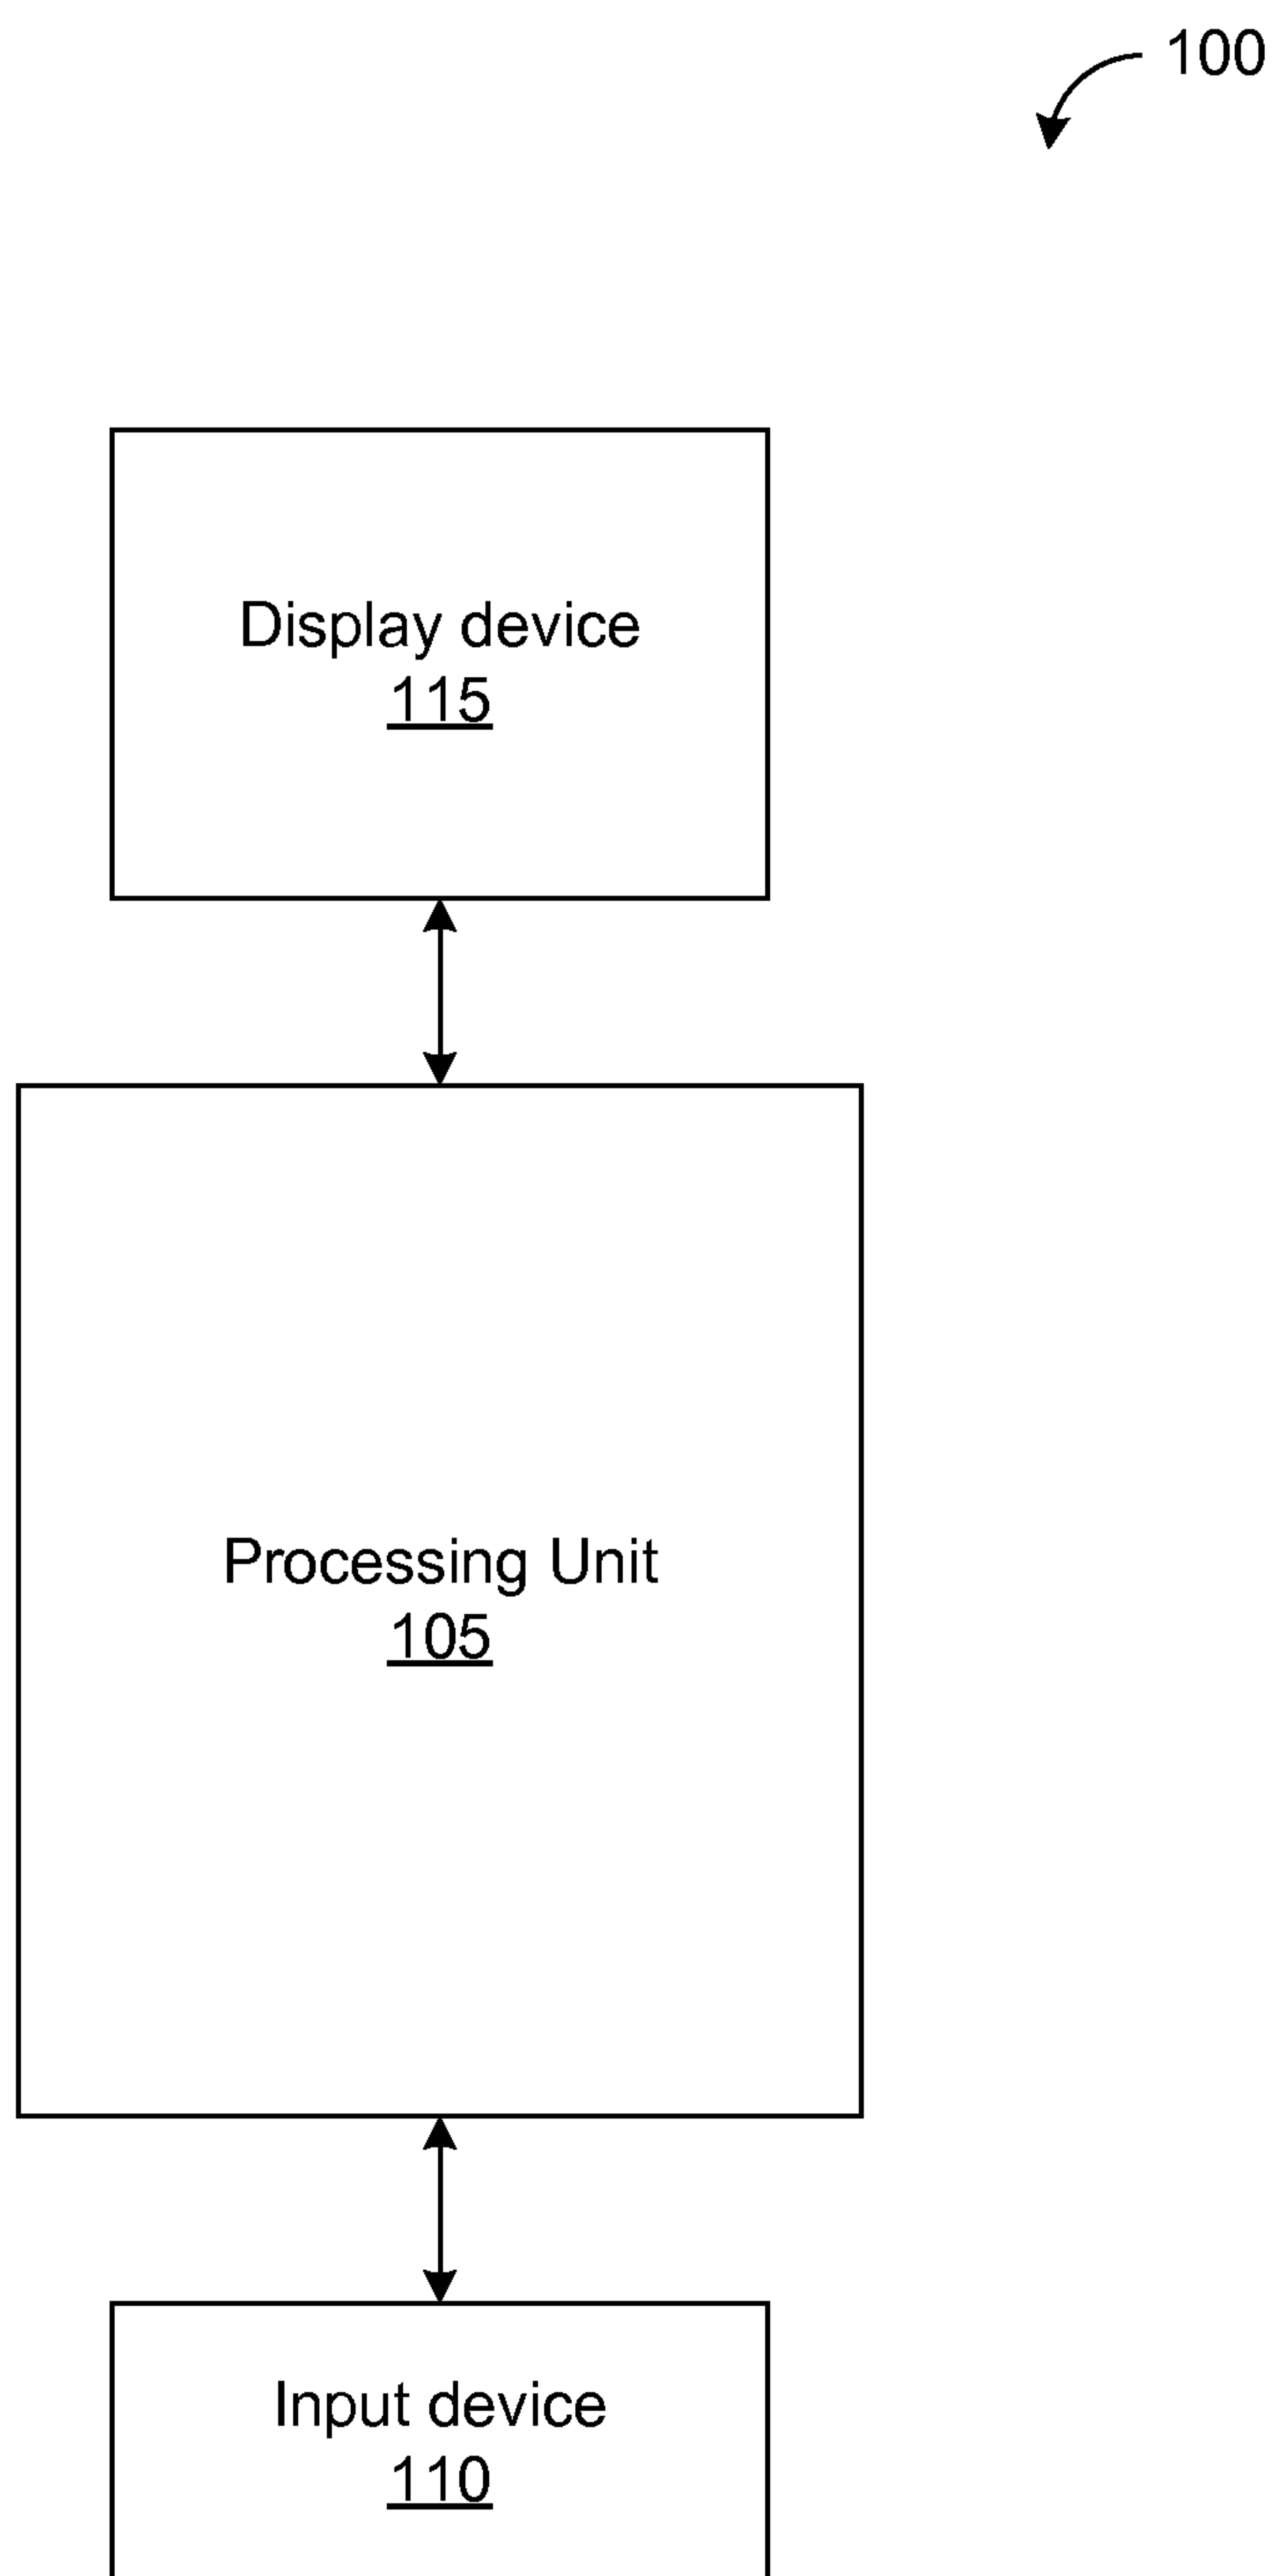 100
Display device
115
Processing Unit
105
Input device
110